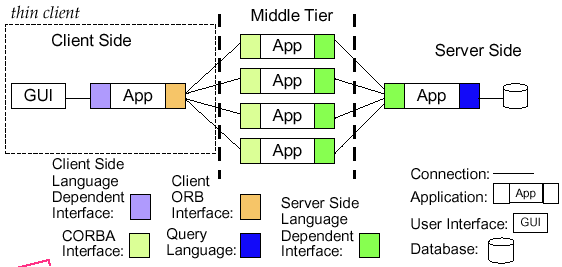 thin client
Client Side
Middle Tier
Server Side
GUI
App
App
App
App
App
App
Client Side
Language
Dependent
Interface:
Client
ORB
Interface:
CORBA
Interface:
Query
Language:
Server Side
Language
Dependent
Interface:
Connection:
Application:
App
User Interface:
GUI
Database: